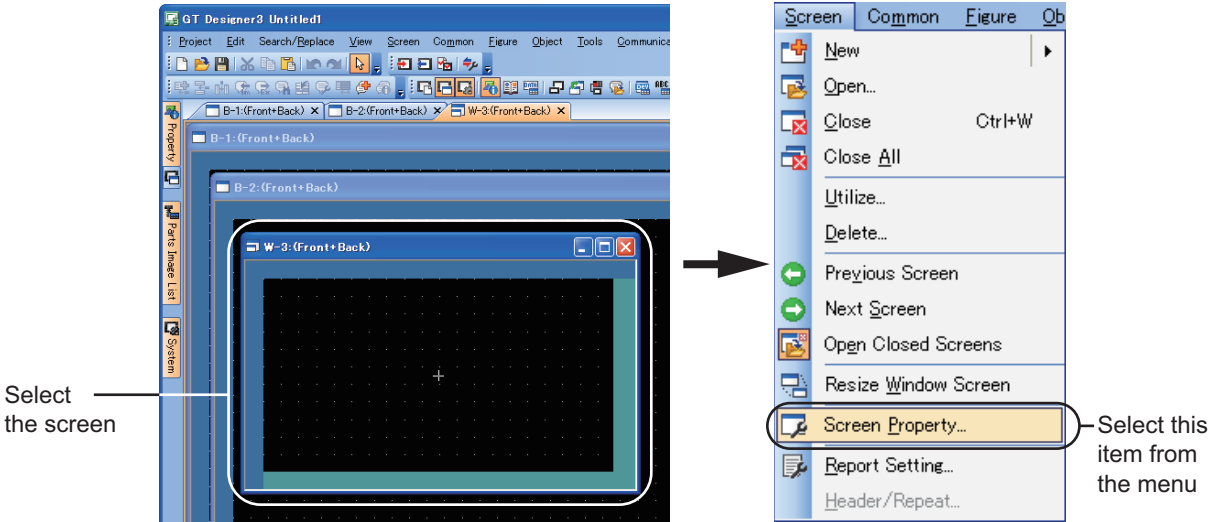 GT Designer3 Untitled1
Project Edit Search/Replace View Screen Common Figure Object Tools Communica
B-1:(Front+Back) B-2:(Front+Back) W-3:(Front+Back)
Property
Parts Image List
System
B-1:(Front+Back)
B-2:(Front+Back)
W-3:(Front+Back)
Select
the screen
Screen Common Figure Ob
New
Open...
Close Ctrl+W
Close All
Utilize...
Delete...
Previous Screen
Next Screen
Open Closed Screens
Resize Window Screen
Screen Property...
Report Setting...
Header/Repeat...
Select this
item from
the menu